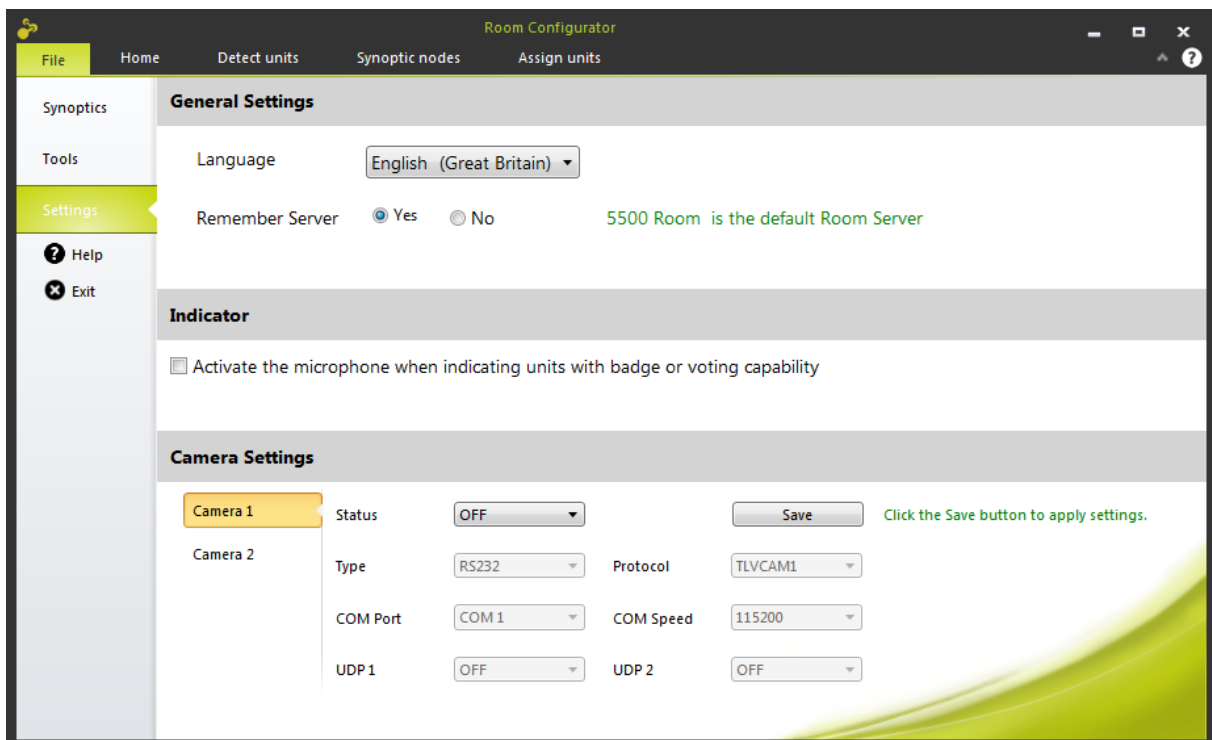 Room Configurator
File Home Detect units Synoptic nodes Assign units
Synoptics
Tools
Settings
Help
Exit
General Settings
Language English (Great Britain)
Remember Server Yes No 5500 Room is the default Room Server
Indicator
Activate the microphone when indicating units with badge or voting capability
Camera Settings
Camera 1
Camera 2
Status OFF Save Click the Save button to apply settings.
Type RS232 Protocol TLVCAM1
COM Port COM 1 COM Speed 115200
UDP 1 OFF UDP 2 OFF